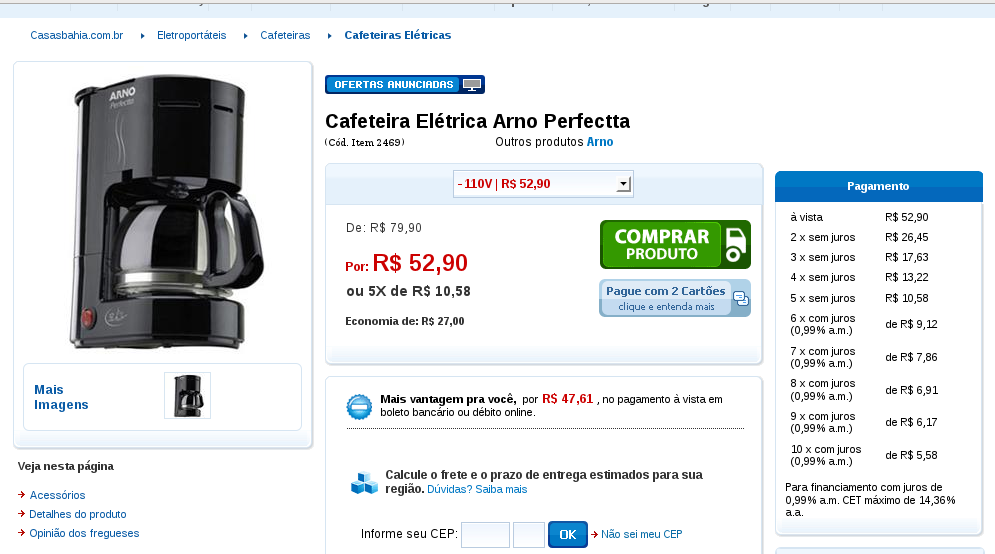 Casasbahia.com.br Eletroportáteis Cafeteiras Cafeteiras Elétricas
ARNO
Perfectta
OFERTAS ANUNCIADAS
Cafeteira Elétrica Arno Perfectta
(Cód. Item 2469) Outros produtos Arno
- 110V | R$ 52,90
De: R$ 79,90
Por: R$ 52,90
ou 5X de R$ 10,58
Economia de: R$ 27,00
COMPRAR
PRODUTO
Pague com 2 Cartões
clique e entenda mais
Mais
Imagens
Veja nesta página
Acessórios
Detalhes do produto
Opinião dos fregueses
Mais vantagem pra você, por R$ 47,61 , no pagamento à vista em
boleto bancário ou débito online.
Calcule o frete e o prazo de entrega estimados para sua
região. Dúvidas? Saiba mais
Informe seu CEP: OK Não sei meu CEP
Pagamento
à vista R$ 52,90
2 x sem juros R$ 26,45
3 x sem juros R$ 17,63
4 x sem juros R$ 13,22
5 x sem juros R$ 10,58
6 x com juros
(0,99% a.m.) de R$ 9,12
7 x com juros
(0,99% a.m.) de R$ 7,86
8 x com juros
(0,99% a.m.) de R$ 6,91
9 x com juros
(0,99% a.m.) de R$ 6,17
10 x com juros
(0,99% a.m.) de R$ 5,58
Para financiamento com juros de
0,99% a.m. CET máximo de 14,36%
a.a.